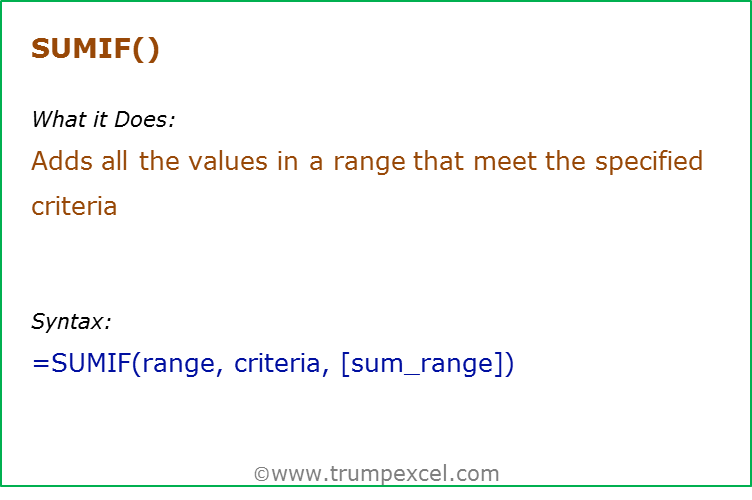 SUMIF()
What it Does:
Adds all the values in a range that meet the specified
criteria
Syntax:
=SUMIF(range, criteria, [sum_range])
©www.trumpexcel.com